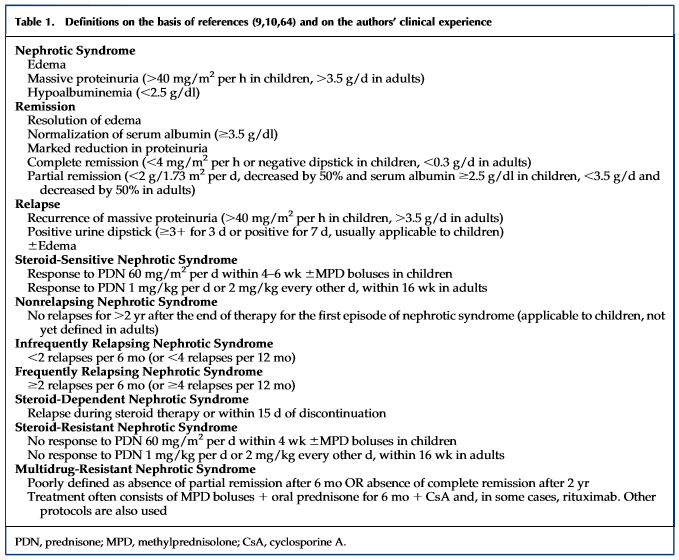 Table 1. Definitions on the basis of references (9,10,64) and on the authors' clinical experience
Nephrotic Syndrome
Edema
Massive proteinuria (>40 mg/m² per h in children, >3.5 g/d in adults)
Hypoalbuminemia (<2.5 g/dl)
Remission
Resolution of edema
Normalization of serum albumin (≥3.5 g/dl)
Marked reduction in proteinuria
Complete remission (<4 mg/m² per h or negative dipstick in children, <0.3 g/d in adults)
Partial remission (<2 g/1.73 m² per d, decreased by 50% and serum albumin ≥2.5 g/dl in children, <3.5 g/d and
decreased by 50% in adults)
Relapse
Recurrence of massive proteinuria (>40 mg/m² per h in children, >3.5 g/d in adults)
Positive urine dipstick (≥3+ for 3 d or positive for 7 d, usually applicable to children)
±Edema
Steroid-Sensitive Nephrotic Syndrome
Response to PDN 60 mg/m² per d within 4–6 wk ±MPD boluses in children
Response to PDN 1 mg/kg per d or 2 mg/kg every other d, within 16 wk in adults
Nonrelapsing Nephrotic Syndrome
No relapses for >2 yr after the end of therapy for the first episode of nephrotic syndrome (applicable to children, not
yet defined in adults)
Infrequently Relapsing Nephrotic Syndrome
<2 relapses per 6 mo (or <4 relapses per 12 mo)
Frequently Relapsing Nephrotic Syndrome
≥2 relapses per 6 mo (or ≥4 relapses per 12 mo)
Steroid-Dependent Nephrotic Syndrome
Relapse during steroid therapy or within 15 d of discontinuation
Steroid-Resistant Nephrotic Syndrome
No response to PDN 60 mg/m² per d within 4 wk ±MPD boluses in children
No response to PDN 1 mg/kg per d or 2 mg/kg every other d, within 16 wk in adults
Multidrug-Resistant Nephrotic Syndrome
Poorly defined as absence of partial remission after 6 mo OR absence of complete remission after 2 yr
Treatment often consists of MPD boluses + oral prednisone for 6 mo + CsA and, in some cases, rituximab. Other
protocols are also used
PDN, prednisone; MPD, methylprednisolone; CsA, cyclosporine A.